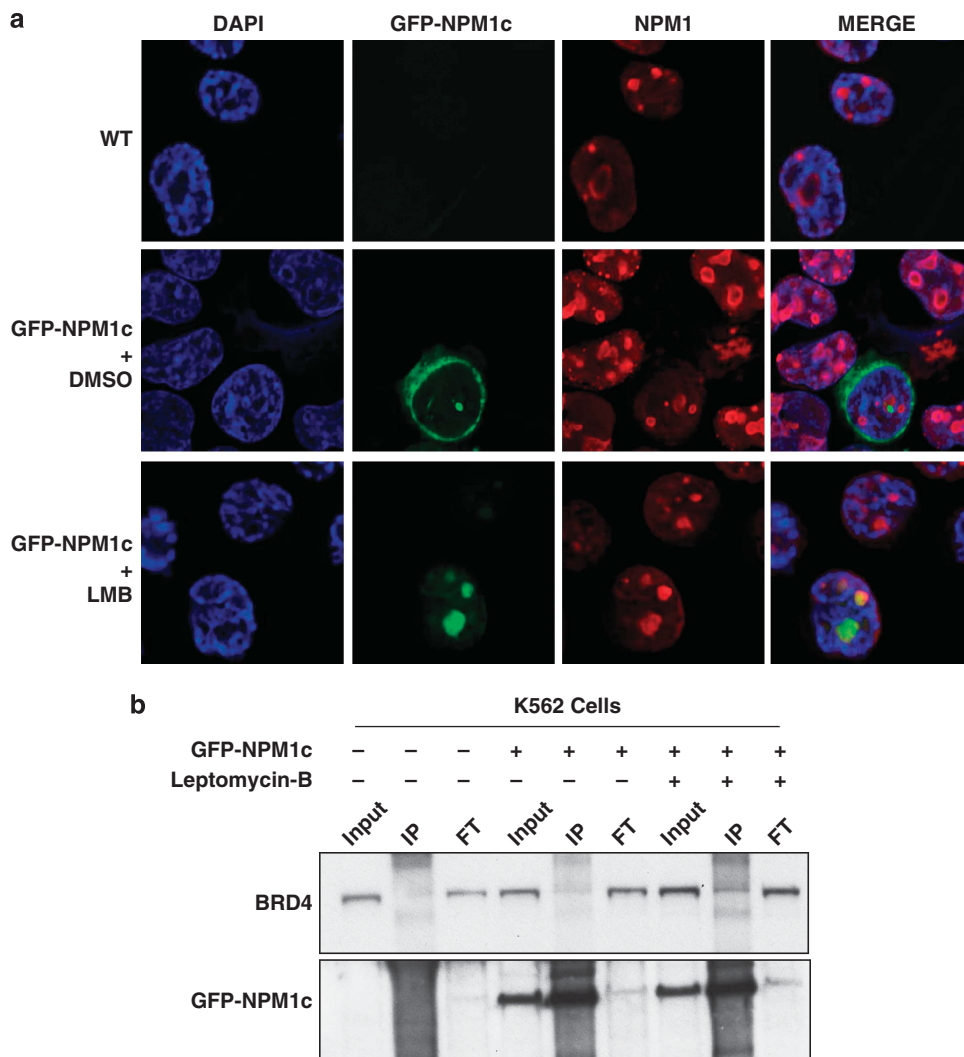 a
DAPI GFP-NPM1c NPM1 MERGE
WT
GFP-NPM1c
+
DMSO
GFP-NPM1c
+
LMB
b
K562 Cells
GFP-NPM1c – – – + + + + + +
Leptomycin-B – – – – – – + + +
Input IP FT Input IP FT Input IP FT
BRD4
GFP-NPM1c